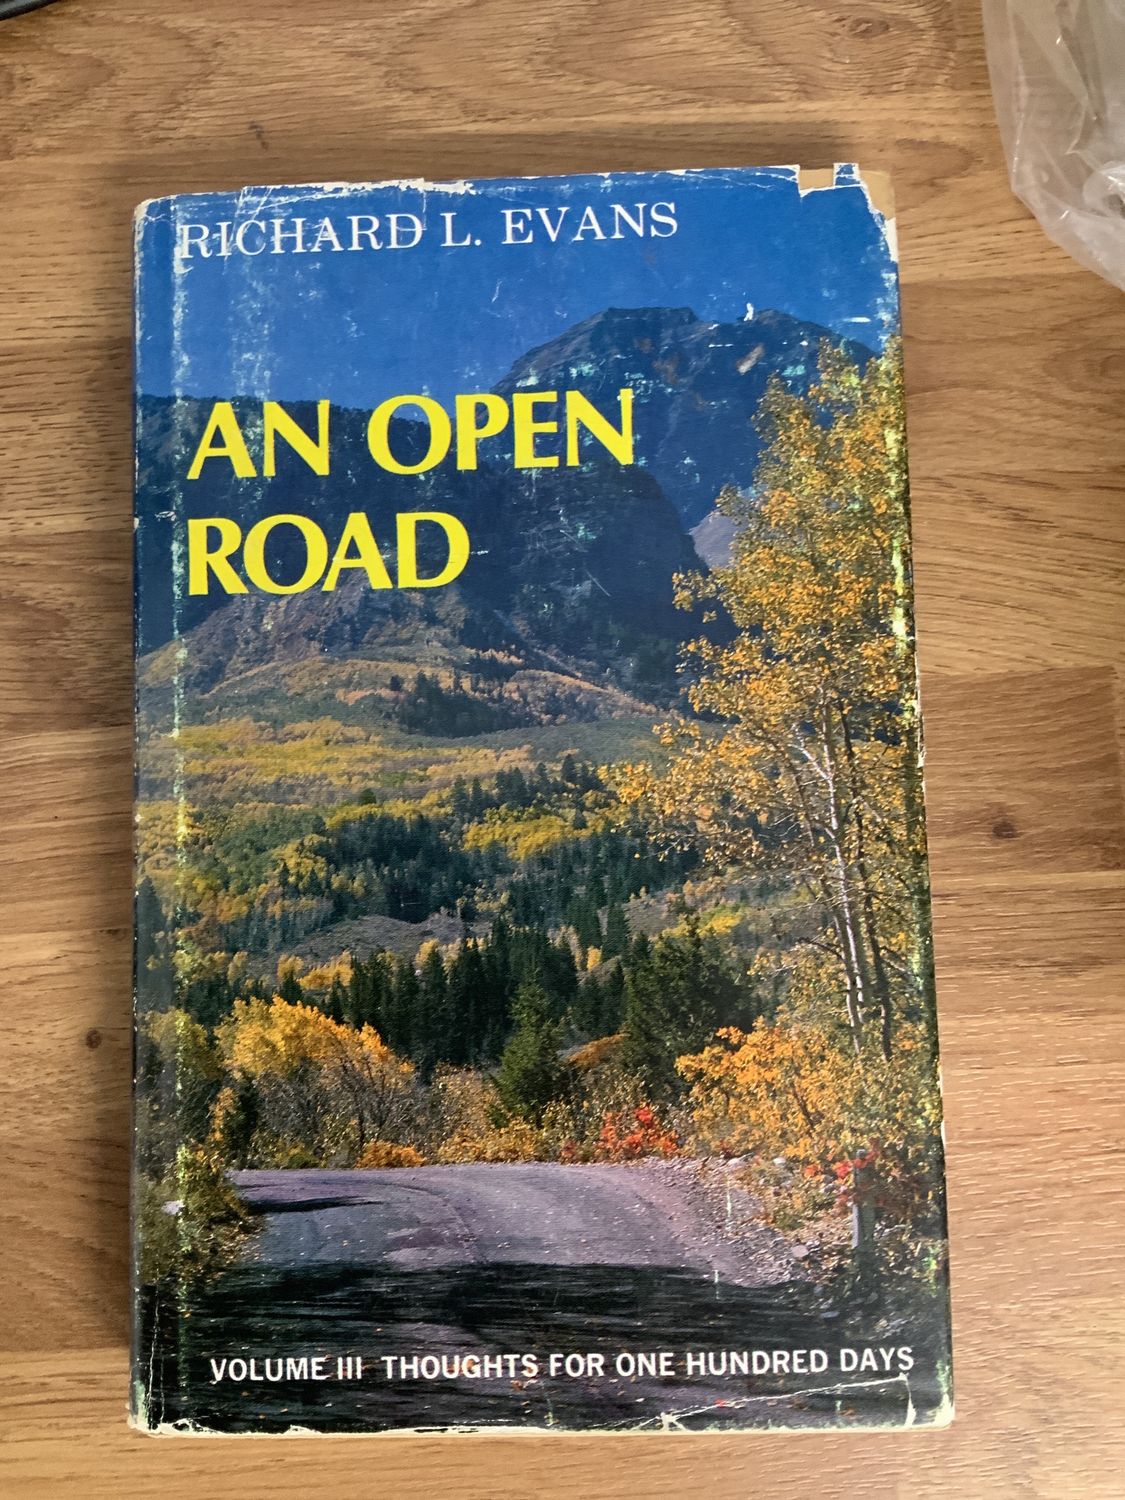 RICHARD L. EVANS
AN OPEN
ROAD
VOLUME III THOUGHTS FOR ONE HUNDRED DAYS